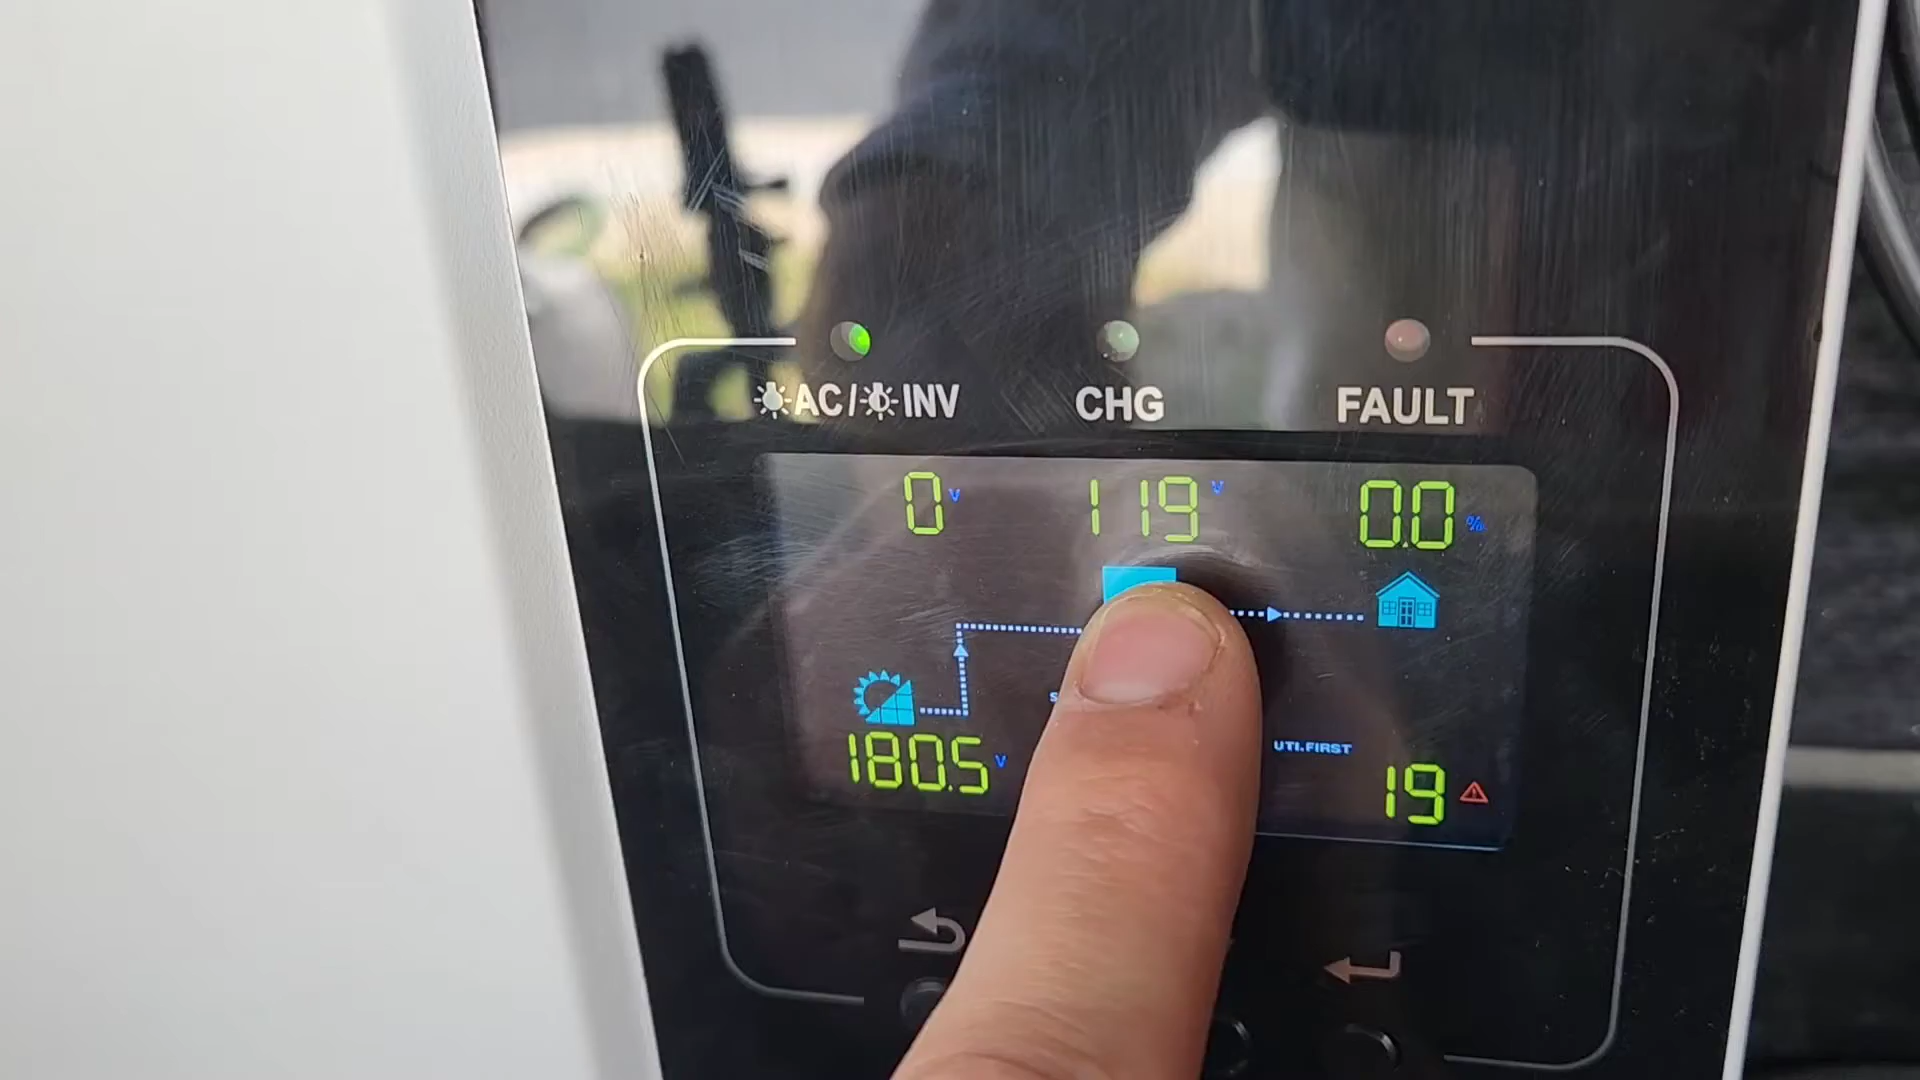 AC/INV CHG FAULT
0 V 119 V 0.0 %
UTI.FIRST
180.5 V 19